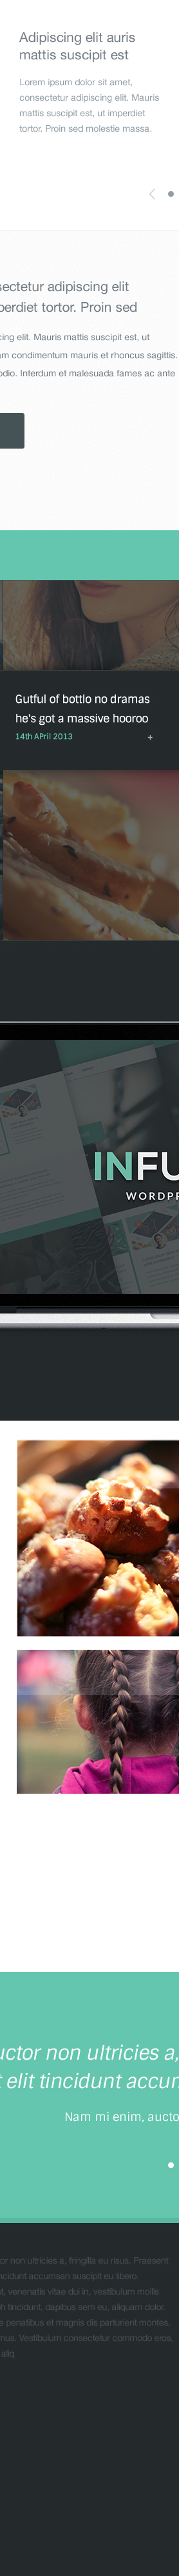 Adipiscing elit auris
mattis suscipit est
Lorem ipsum dolor sit amet,
consectetur adipiscing elit. Mauris
mattis suscipit est, ut imperdiet
tortor. Proin sed molestie massa.
sectetur adipiscing elit
perdiet tortor. Proin sed
cing elit. Mauris mattis suscipit est, ut
am condimentum mauris et rhoncus sagittis.
odio. Interdum et malesuada fames ac ante
Gutful of bottlo no dramas
he's got a massive hooroo
14th APril 2013
+
INFU
WORDPR
uctor non ultricies a,
t elit tincidunt accum
Nam mi enim, aucto
or non ultricies a, fringilla eu risus. Praesent
ncidunt accumsan suscipit eu libero.
t, venenatis vitae dui in, vestibulum mollis
h tincidunt, dapibus sem eu, aliquam dolor.
e penatibus et magnis dis parturient montes,
mus. Vestibulum consectetur commodo eros,
aliq